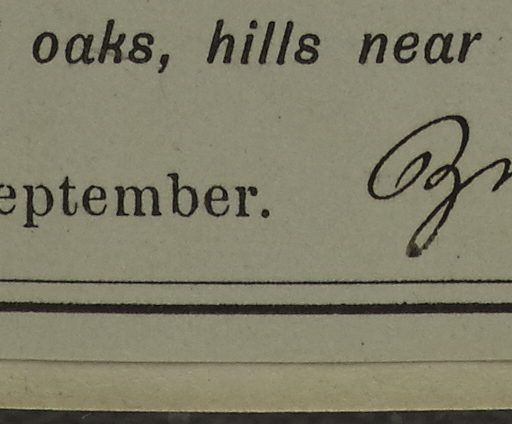 oaks, hills near
eptember.